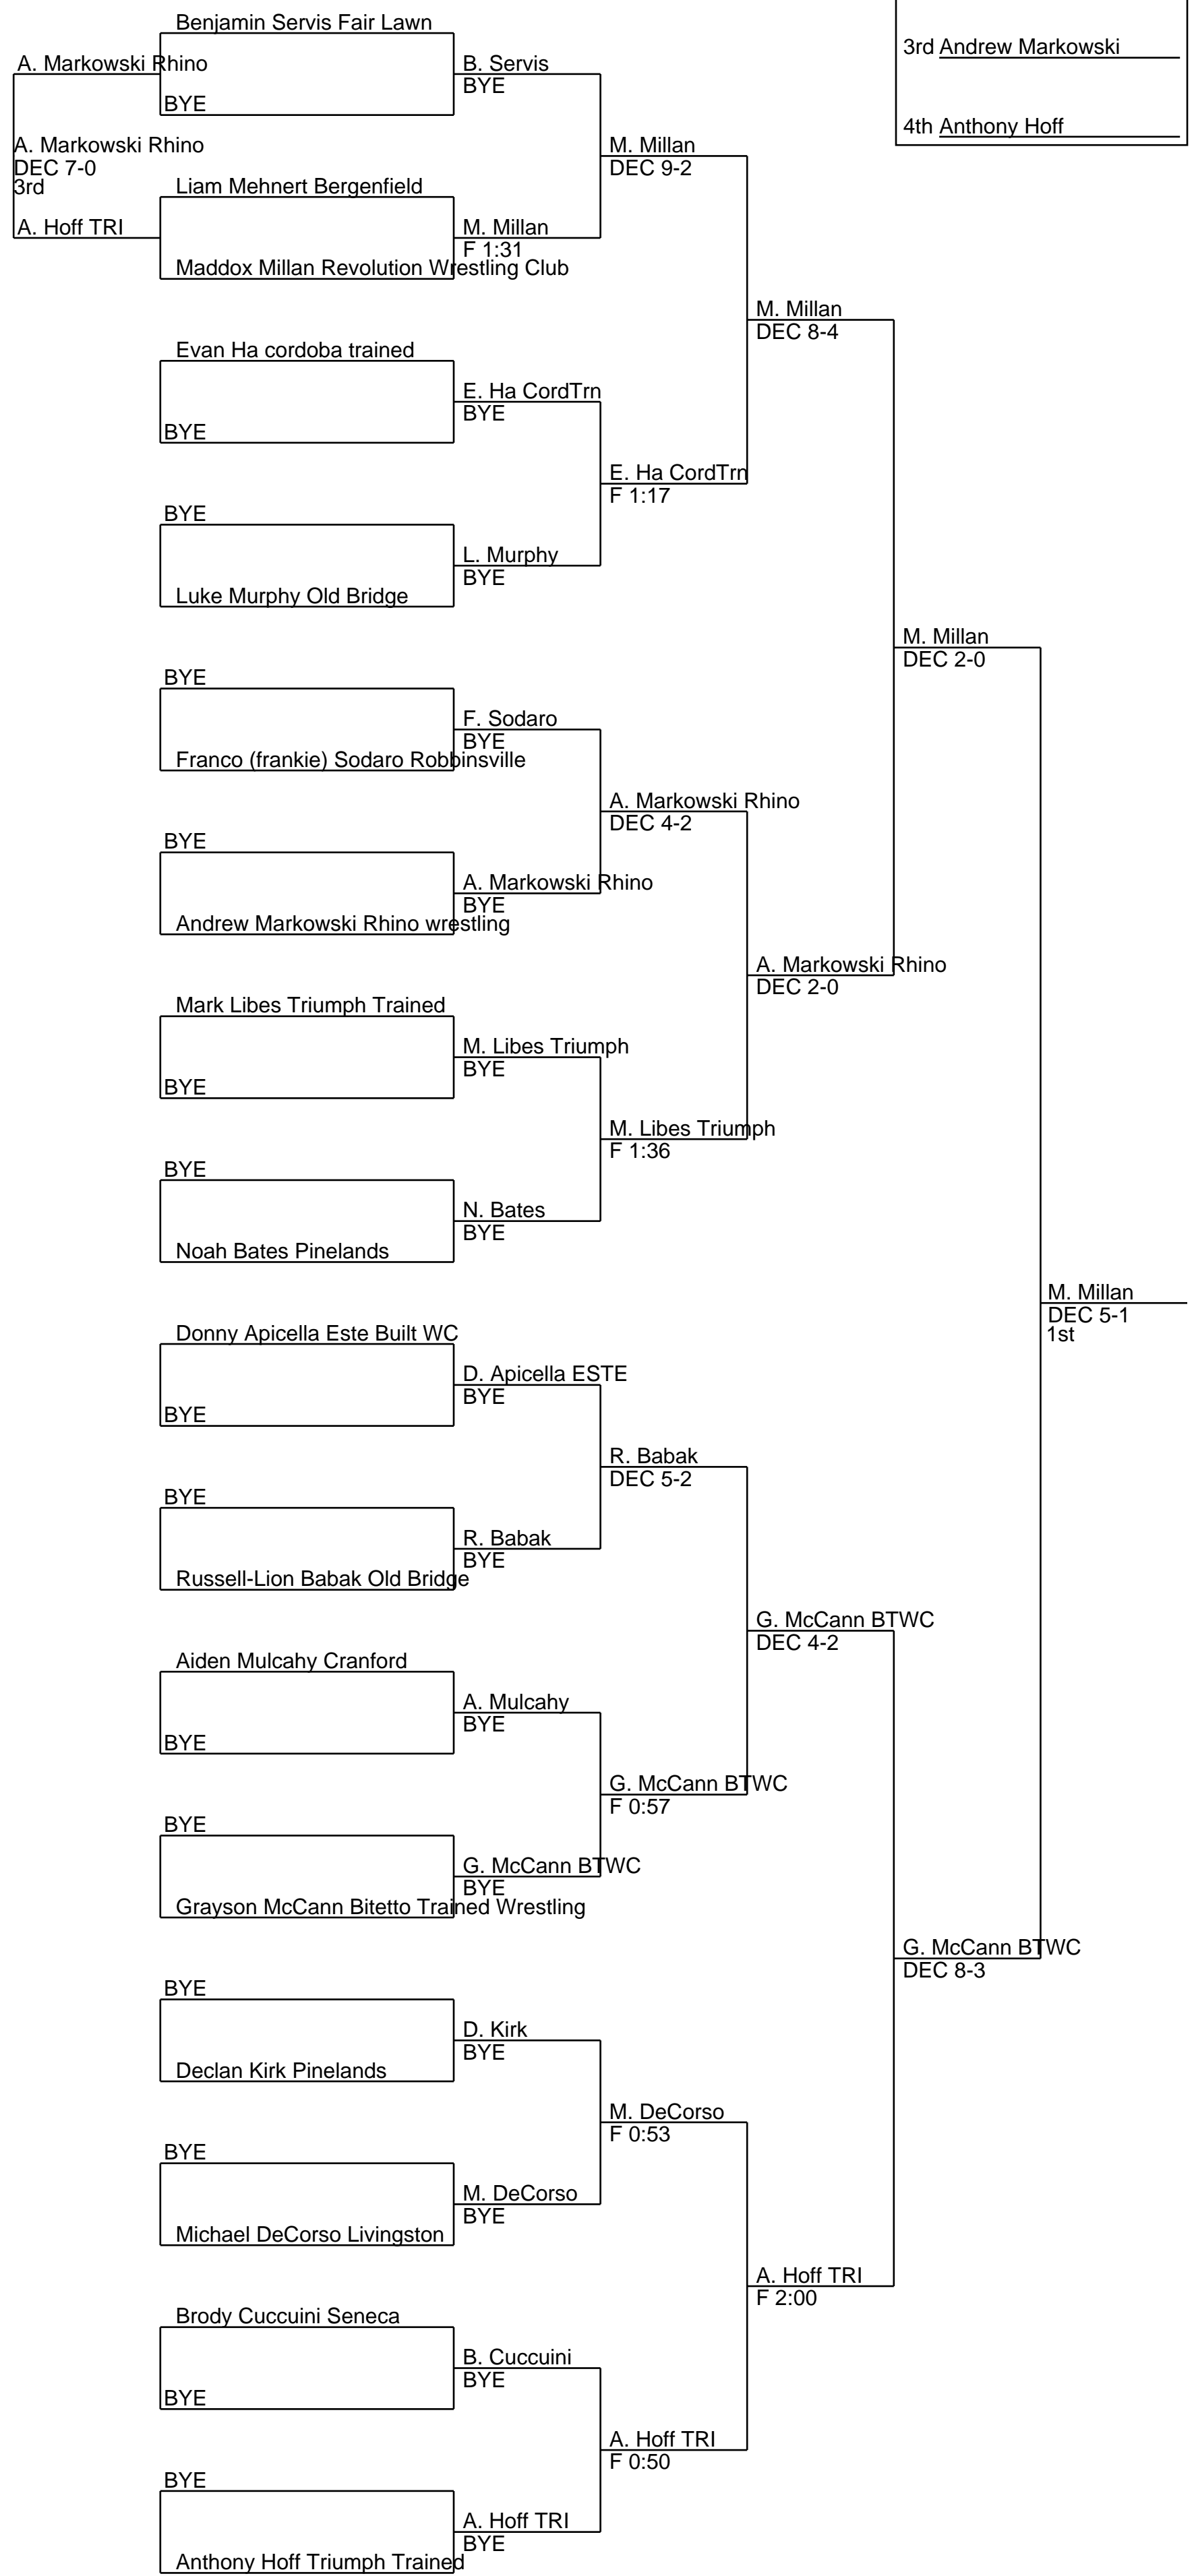 Benjamin Servis Fair Lawn
3rd Andrew Markowski
A. Markowski Rhino
B. Servis
BYE
BYE
4th Anthony Hoff
A. Markowski Rhino
DEC 7-0
3rd
M. Millan
DEC 9-2
Liam Mehnert Bergenfield
A. Hoff TRI
M. Millan
F 1:31
Maddox Millan Revolution Wrestling Club
M. Millan
DEC 8-4
Evan Ha cordoba trained
E. Ha CordTrn
BYE
BYE
E. Ha CordTrn
F 1:17
BYE
L. Murphy
BYE
Luke Murphy Old Bridge
M. Millan
DEC 2-0
BYE
F. Sodaro
BYE
Franco (frankie) Sodaro Robbinsville
A. Markowski Rhino
DEC 4-2
BYE
A. Markowski Rhino
BYE
Andrew Markowski Rhino wrestling
A. Markowski Rhino
DEC 2-0
Mark Libes Triumph Trained
M. Libes Triumph
BYE
BYE
M. Libes Triumph
F 1:36
BYE
N. Bates
BYE
Noah Bates Pinelands
M. Millan
DEC 5-1
1st
Donny Apicella Este Built WC
D. Apicella ESTE
BYE
BYE
R. Babak
DEC 5-2
BYE
R. Babak
BYE
Russell-Lion Babak Old Bridge
G. McCann BTWC
DEC 4-2
Aiden Mulcahy Cranford
A. Mulcahy
BYE
BYE
G. McCann BTWC
F 0:57
BYE
G. McCann BTWC
BYE
Grayson McCann Bitetto Trained Wrestling
G. McCann BTWC
DEC 8-3
BYE
D. Kirk
BYE
Declan Kirk Pinelands
M. DeCorso
F 0:53
BYE
M. DeCorso
BYE
Michael DeCorso Livingston
A. Hoff TRI
F 2:00
Brody Cuccuini Seneca
B. Cuccuini
BYE
BYE
A. Hoff TRI
F 0:50
BYE
A. Hoff TRI
BYE
Anthony Hoff Triumph Trained